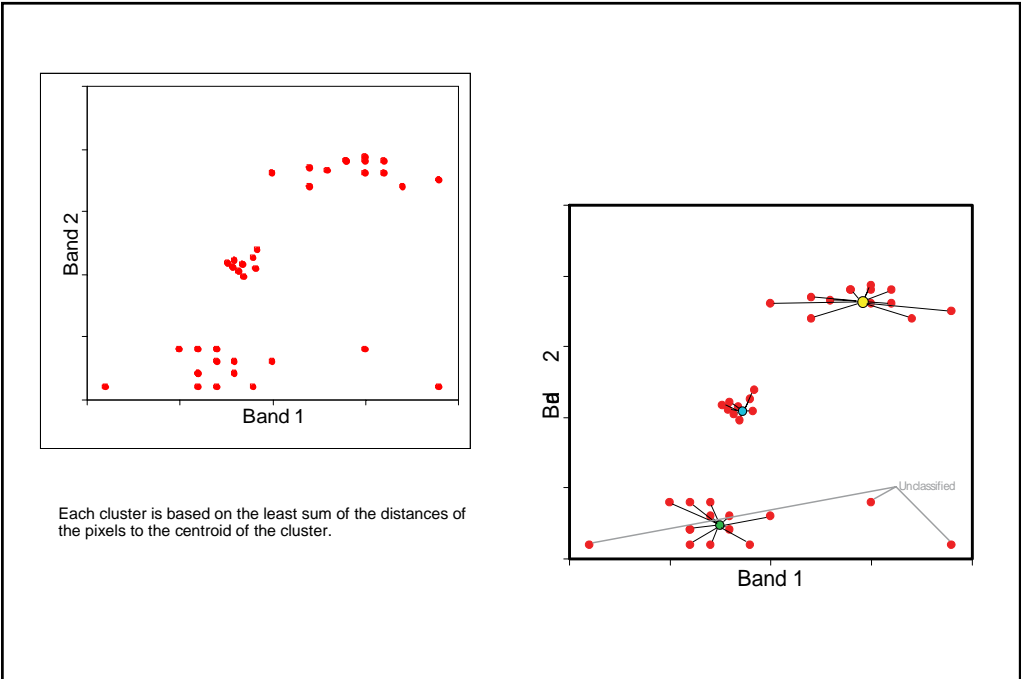 Band 2
Band 1
Each cluster is based on the least sum of the distances of
the pixels to the centroid of the cluster.
2
Unclassified
Band 1